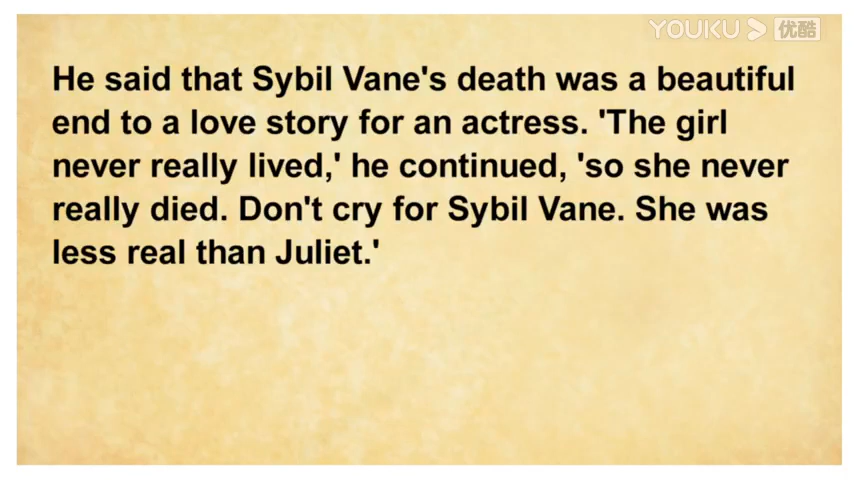 YOUKU 优酷
He said that Sybil Vane's death was a beautiful
end to a love story for an actress. 'The girl
never really lived,' he continued, 'so she never
really died. Don't cry for Sybil Vane. She was
less real than Juliet.'